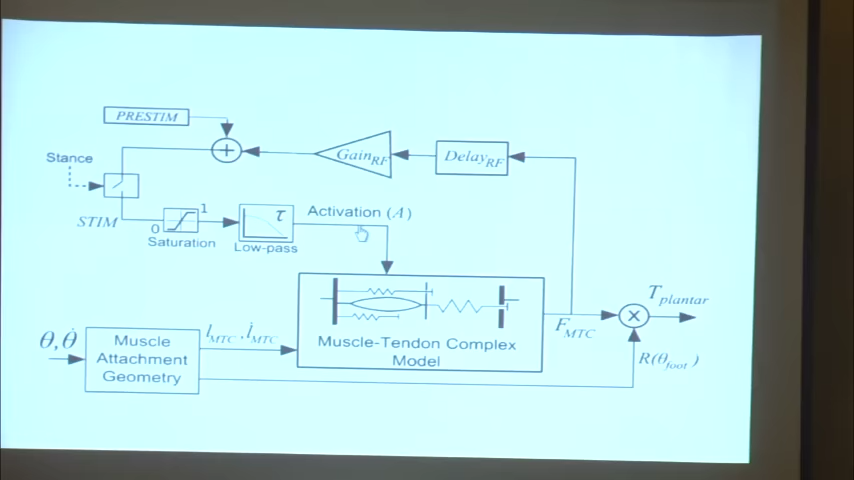 PRESTIM
Stance
+
Gain_RF
Delay_RF
STIM
0
1
Saturation
τ
Low-pass
Activation (A)
θ, θ̇
Muscle
Attachment
Geometry
l_MTC, l̇_MTC
Muscle-Tendon Complex
Model
F_MTC
×
T_plantar
R(θ_foot)